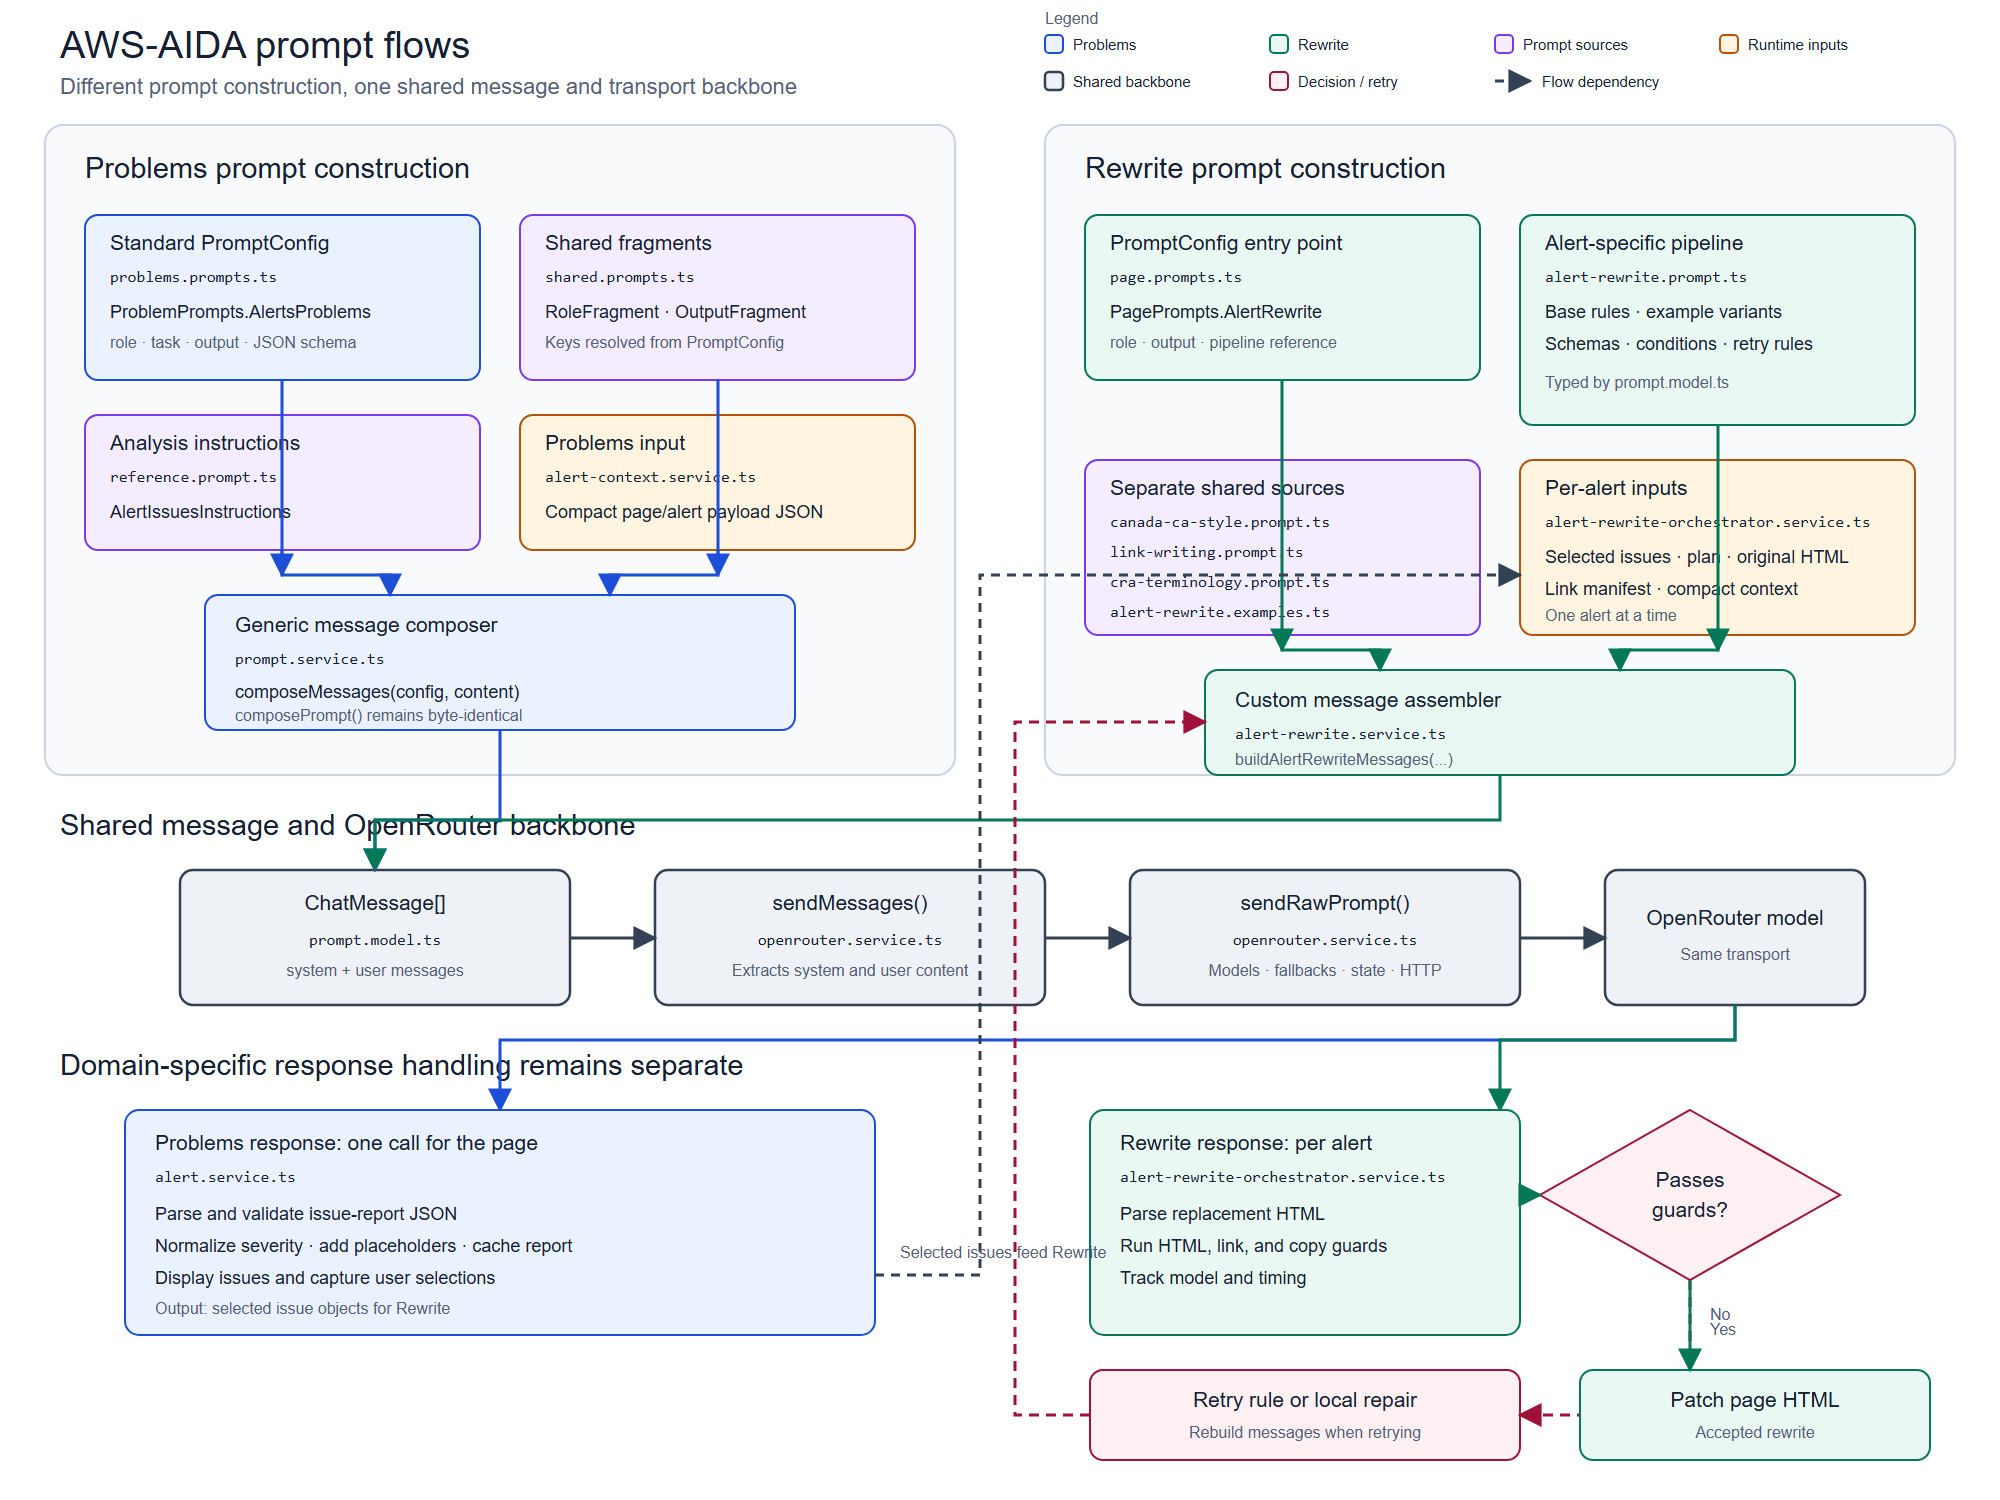 AWS-AIDA prompt flows
Different prompt construction, one shared message and transport backbone
Legend
Problems
Rewrite
Prompt sources
Runtime inputs
Shared backbone
Decision / retry
Flow dependency
Problems prompt construction
Standard PromptConfig
problems.prompts.ts
ProblemPrompts.AlertsProblems
role · task · output · JSON schema
Shared fragments
shared.prompts.ts
RoleFragment · OutputFragment
Keys resolved from PromptConfig
Analysis instructions
reference.prompt.ts
AlertIssuesInstructions
Problems input
alert-context.service.ts
Compact page/alert payload JSON
Generic message composer
prompt.service.ts
composeMessages(config, content)
composePrompt() remains byte-identical
Rewrite prompt construction
PromptConfig entry point
page.prompts.ts
PagePrompts.AlertRewrite
role · output · pipeline reference
Alert-specific pipeline
alert-rewrite.prompt.ts
Base rules · example variants
Schemas · conditions · retry rules
Typed by prompt.model.ts
Separate shared sources
canada-ca-style.prompt.ts
link-writing.prompt.ts
cra-terminology.prompt.ts
alert-rewrite.examples.ts
Per-alert inputs
alert-rewrite-orchestrator.service.ts
Selected issues · plan · original HTML
Link manifest · compact context
One alert at a time
Custom message assembler
alert-rewrite.service.ts
buildAlertRewriteMessages(...)
Shared message and OpenRouter backbone
ChatMessage[]
prompt.model.ts
system + user messages
sendMessages()
openrouter.service.ts
Extracts system and user content
sendRawPrompt()
openrouter.service.ts
Models · fallbacks · state · HTTP
OpenRouter model
Same transport
Domain-specific response handling remains separate
Problems response: one call for the page
alert.service.ts
Parse and validate issue-report JSON
Normalize severity · add placeholders · cache report
Display issues and capture user selections
Output: selected issue objects for Rewrite
Selected issues feed Rewrite
Rewrite response: per alert
alert-rewrite-orchestrator.service.ts
Parse replacement HTML
Run HTML, link, and copy guards
Track model and timing
Passes
guards?
No
Yes
Retry rule or local repair
Rebuild messages when retrying
Patch page HTML
Accepted rewrite